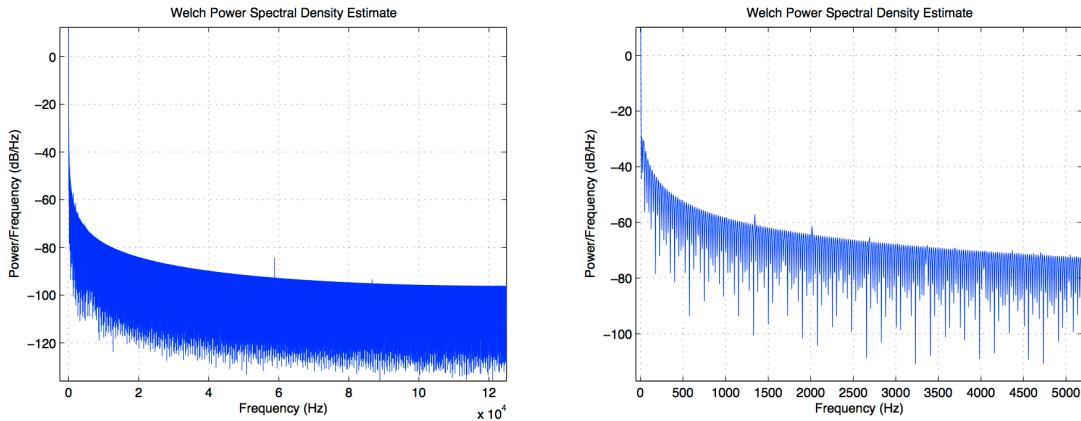 Welch Power Spectral Density Estimate
Power/Frequency (dB/Hz)
0
−20
−40
−60
−80
−100
−120
0 2 4 6 8 10 12
x 10^4
Frequency (Hz)
Welch Power Spectral Density Estimate
Power/Frequency (dB/Hz)
0
−20
−40
−60
−80
−100
0 500 1000 1500 2000 2500 3000 3500 4000 4500 5000
Frequency (Hz)